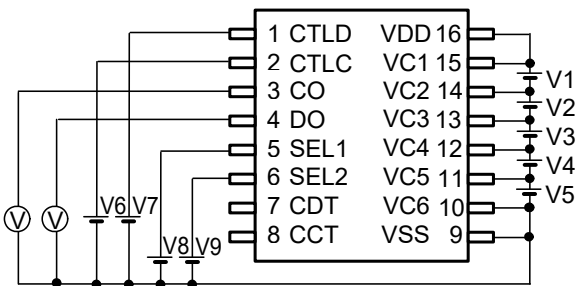 1 CTLD VDD 16
2 CTLC VC1 15
3 CO VC2 14
4 DO VC3 13
5 SEL1 VC4 12
6 SEL2 VC5 11
7 CDT VC6 10
8 CCT VSS 9
V1
V2
V3
V4
V5
V V V6 V7
V8 V9